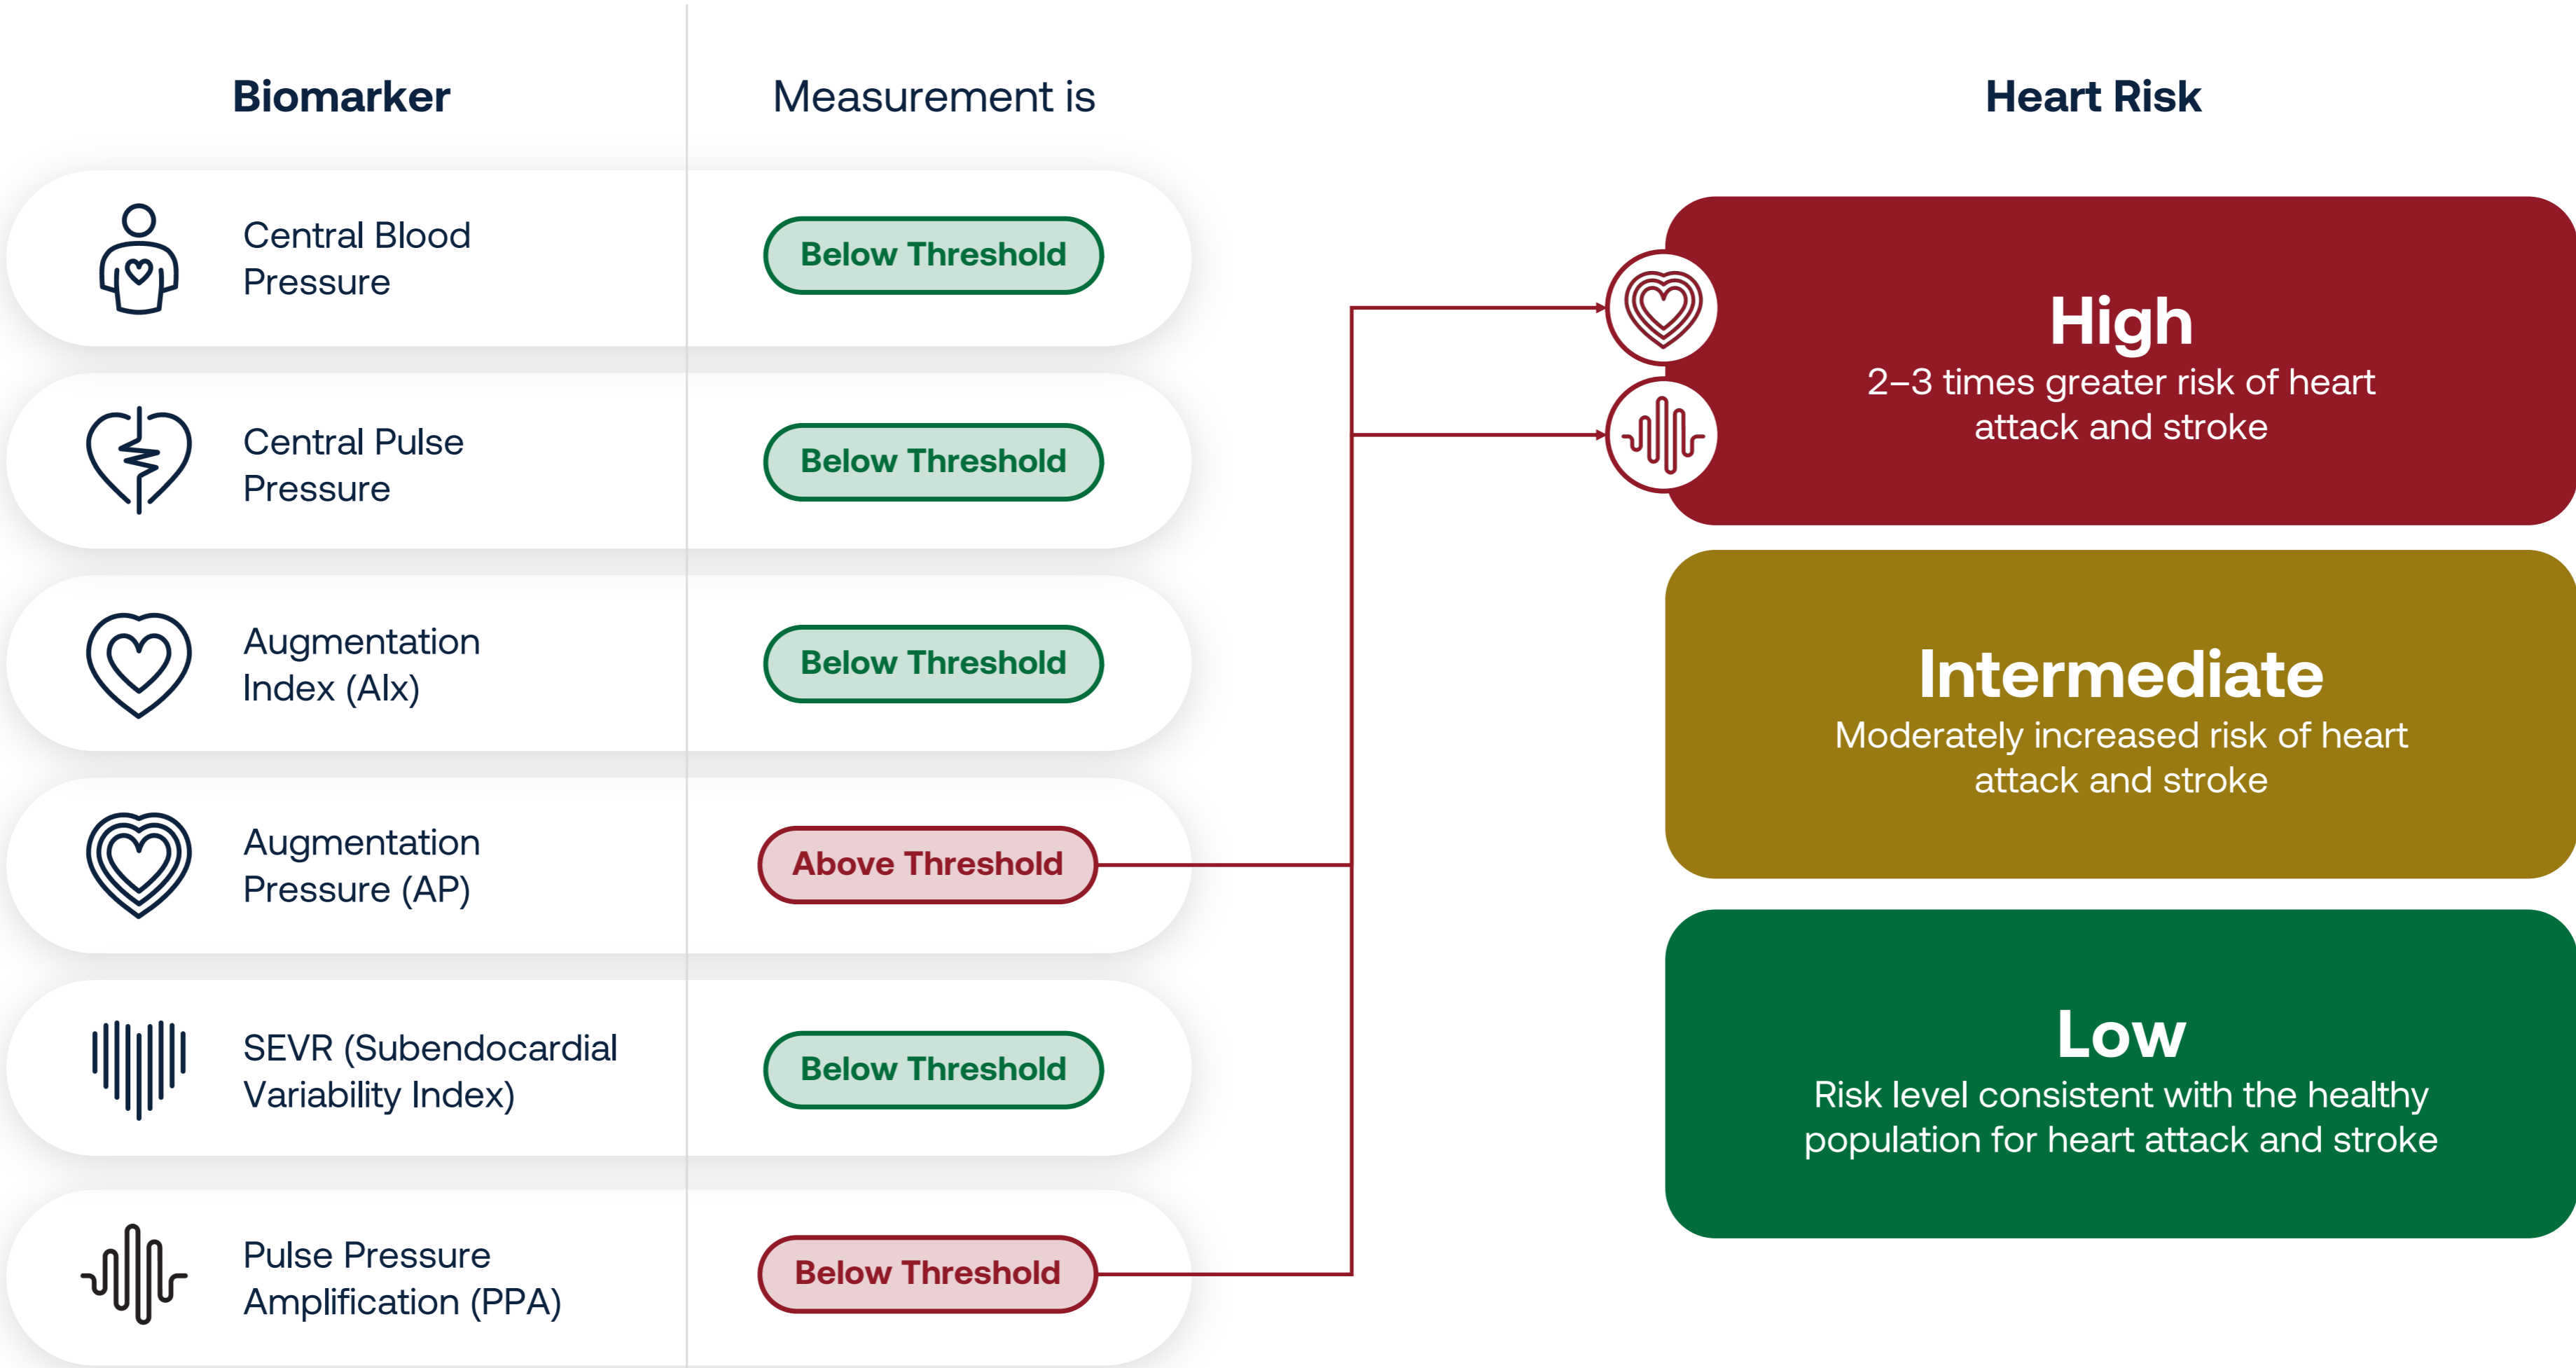 Biomarker
Measurement is
Heart Risk
Central Blood
Pressure
Below Threshold
Central Pulse
Pressure
Below Threshold
Augmentation
Index (AIx)
Below Threshold
Augmentation
Pressure (AP)
Above Threshold
SEVR (Subendocardial
Variability Index)
Below Threshold
Pulse Pressure
Amplification (PPA)
Below Threshold
High
2–3 times greater risk of heart
attack and stroke
Intermediate
Moderately increased risk of heart
attack and stroke
Low
Risk level consistent with the healthy
population for heart attack and stroke